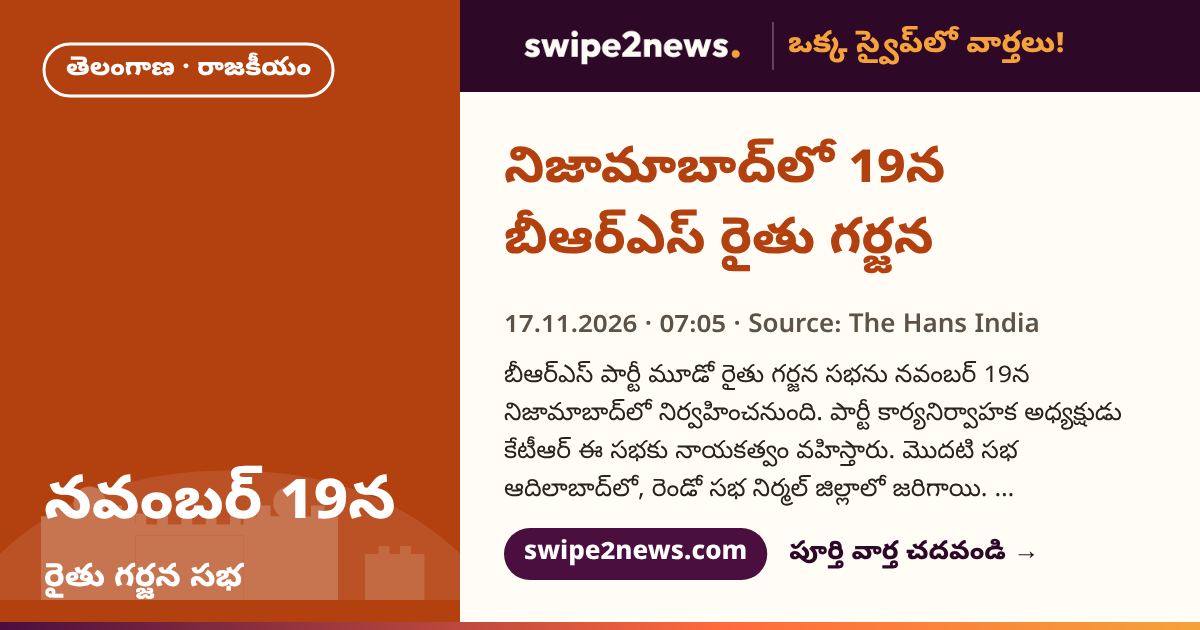 తెలంగాణ · రాజకీయం
నవంబర్ 19న
రైతు గర్జన సభ
swipe2news.
ఒక్క స్వైప్‌లో వార్తలు!
నిజామాబాద్‌లో 19న
బీఆర్ఎస్ రైతు గర్జన
17.11.2026 · 07:05 · Source: The Hans India
బీఆర్ఎస్ పార్టీ మూడో రైతు గర్జన సభను నవంబర్ 19న
నిజామాబాద్‌లో నిర్వహించనుంది. పార్టీ కార్యనిర్వాహక అధ్యక్షుడు
కేటీఆర్ ఈ సభకు నాయకత్వం వహిస్తారు. మొదటి సభ
ఆదిలాబాద్‌లో, రెండో సభ నిర్మల్ జిల్లాలో జరిగాయి. ...
swipe2news.com
పూర్తి వార్త చదవండి →